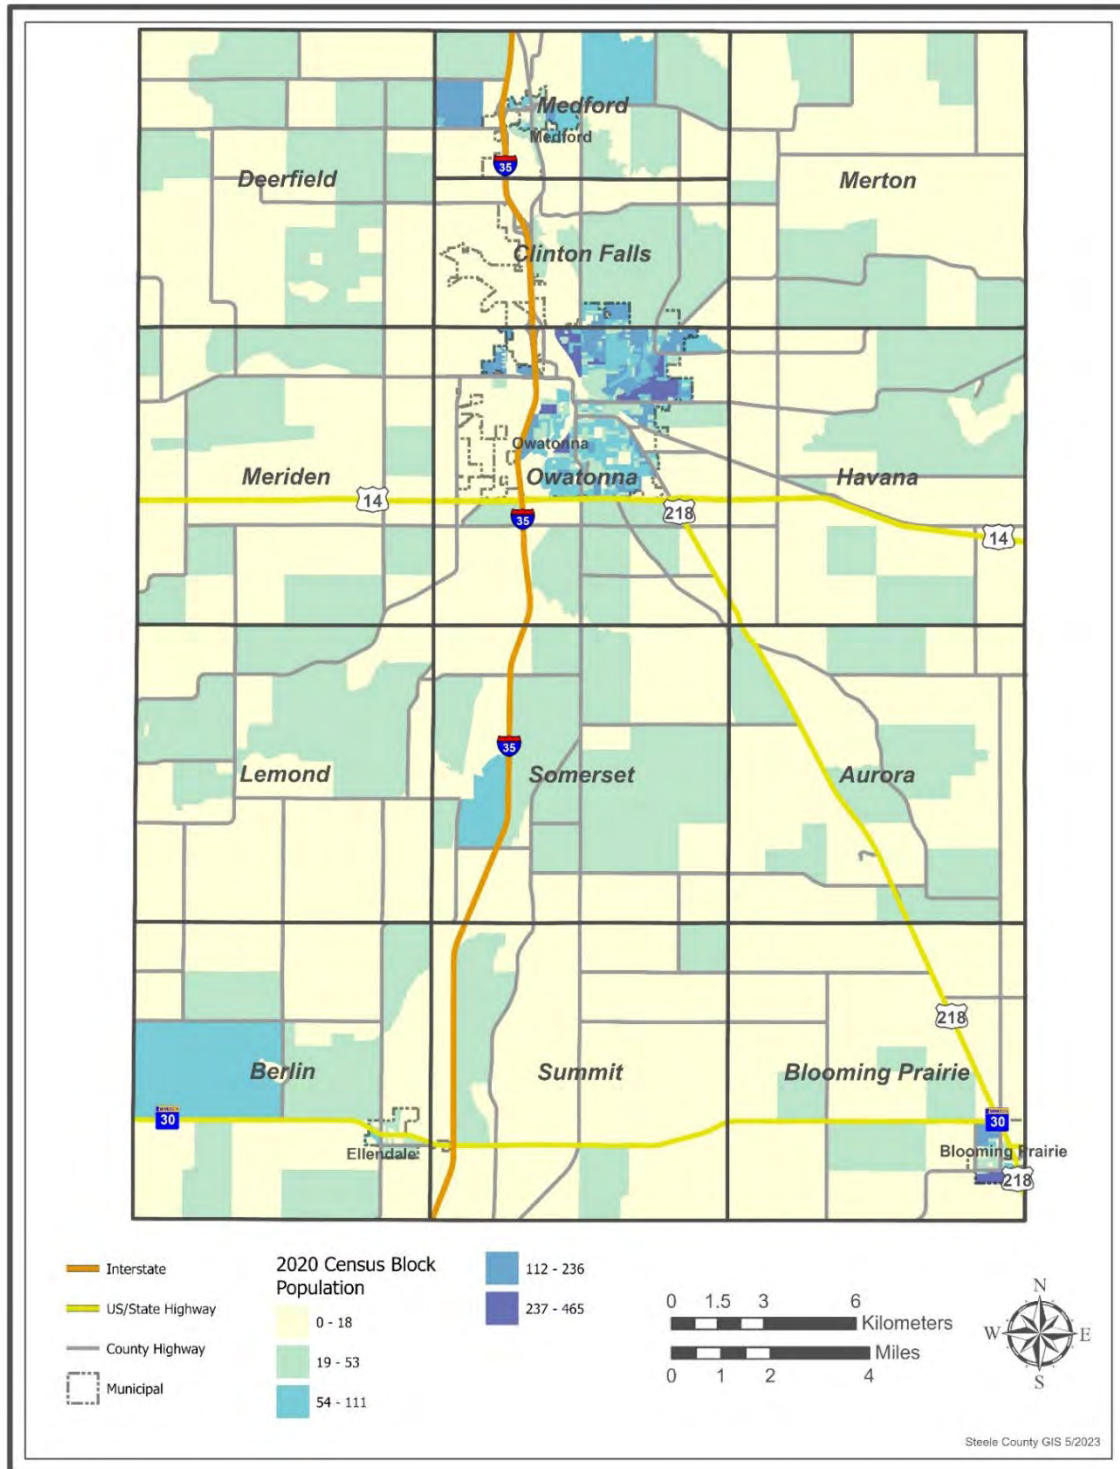 Medford
Medford
35
Deerfield
Merton
Clinton Falls
Owatonna
Meriden
Owatonna
Havana
14
218
35
14
35
Lemond
Somerset
Aurora
218
Berlin
Summit
Blooming Prairie
30
30
Ellendale
Blooming Prairie
218
Interstate
US/State Highway
County Highway
Municipal
2020 Census Block
Population
0 - 18
19 - 53
54 - 111
112 - 236
237 - 465
0 1.5 3 6
Kilometers
Miles
0 1 2 4
N
W E
S
Steele County GIS 5/2023